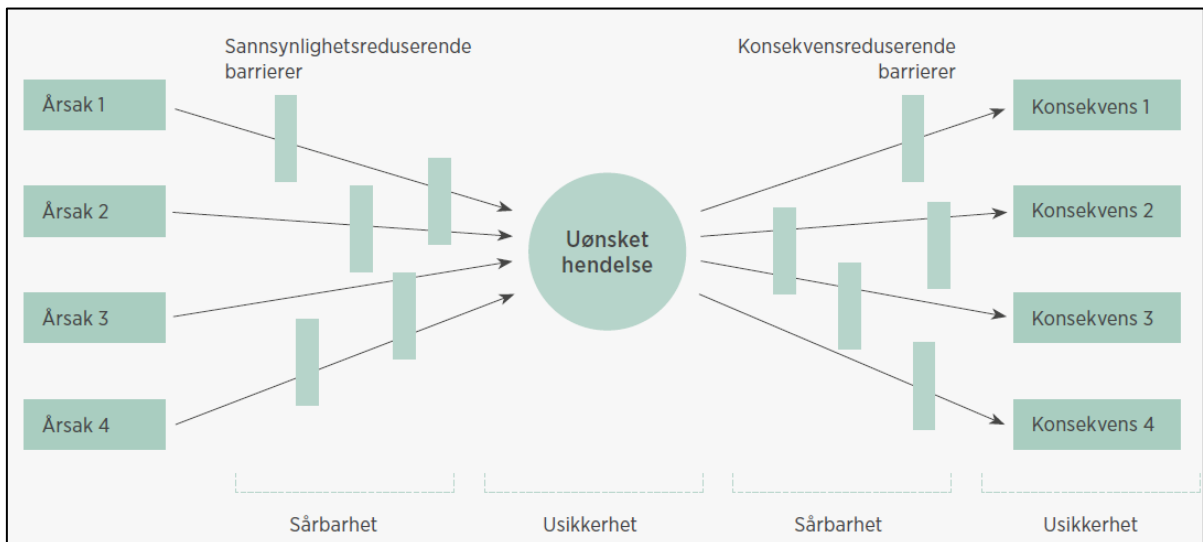 Sannsynlighetsreduserende
barrierer
Konsekvensreduserende
barrierer
Årsak 1
Årsak 2
Årsak 3
Årsak 4
Uønsket
hendelse
Konsekvens 1
Konsekvens 2
Konsekvens 3
Konsekvens 4
Sårbarhet
Usikkerhet
Sårbarhet
Usikkerhet